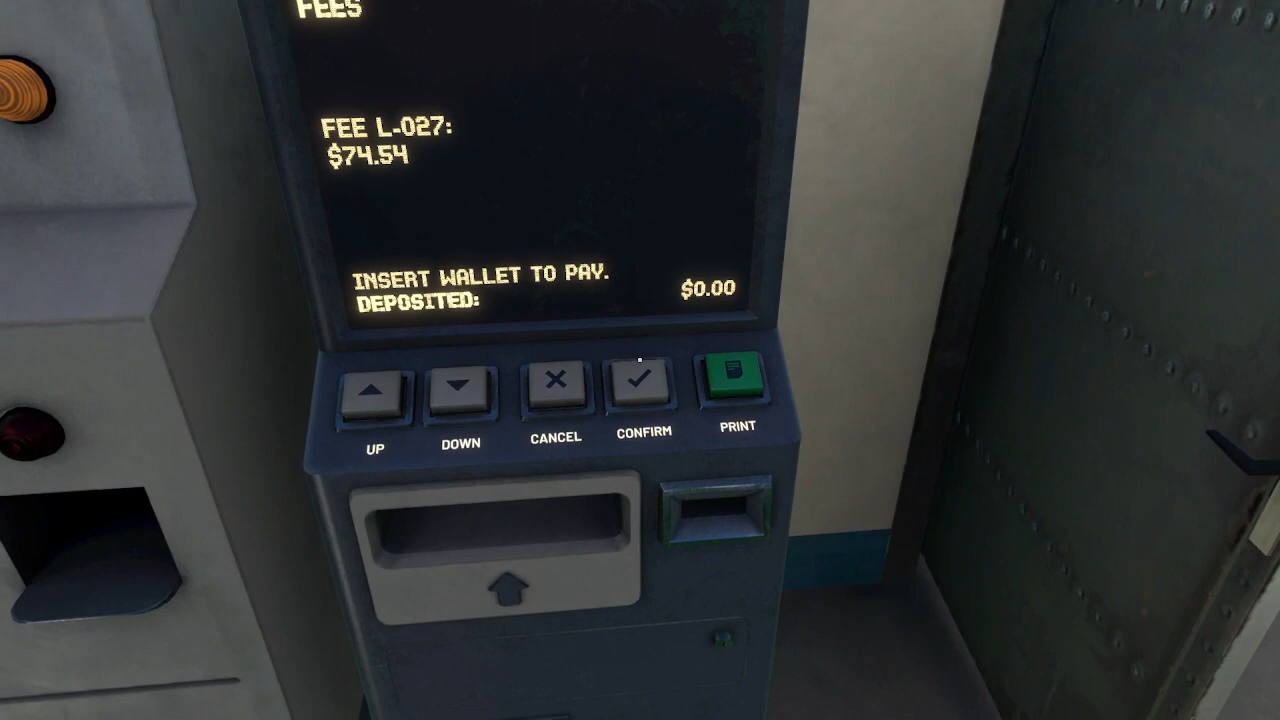 FEES
FEE L-027:
$74.54
INSERT WALLET TO PAY.
DEPOSITED: $0.00
UP DOWN CANCEL CONFIRM PRINT